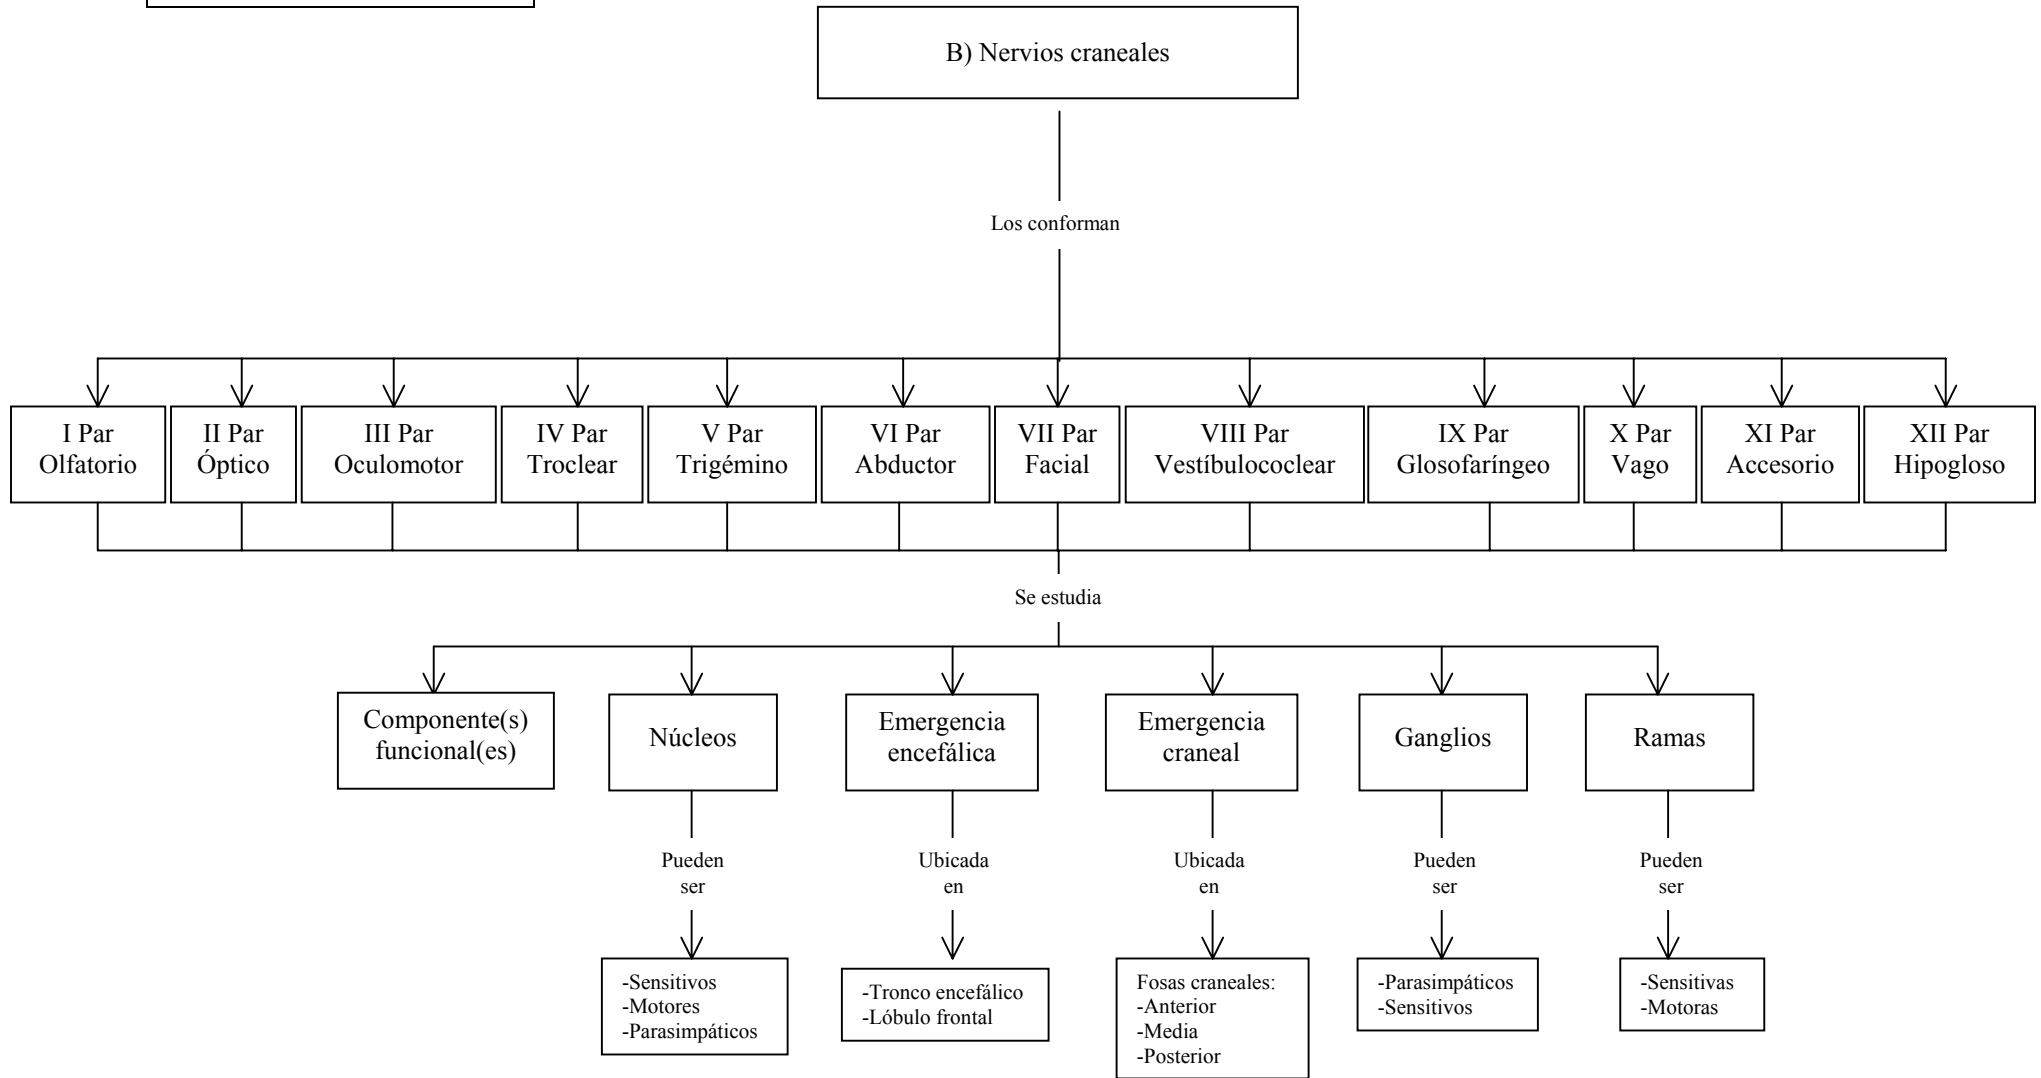 B) Nervios craneales
Los conforman
I Par
Olfatorio
II Par
Óptico
III Par
Oculomotor
IV Par
Troclear
V Par
Trigémino
VI Par
Abductor
VII Par
Facial
VIII Par
Vestíbulococlear
IX Par
Glosofaríngeo
X Par
Vago
XI Par
Accesorio
XII Par
Hipogloso
Se estudia
Componente(s)
funcional(es)
Núcleos
Emergencia
encefálica
Emergencia
craneal
Ganglios
Ramas
Pueden
ser
Ubicada
en
Ubicada
en
Pueden
ser
Pueden
ser
-Sensitivos
-Motores
-Parasimpáticos
-Tronco encefálico
-Lóbulo frontal
Fosas craneales:
-Anterior
-Media
-Posterior
-Parasimpáticos
-Sensitivos
-Sensitivas
-Motoras